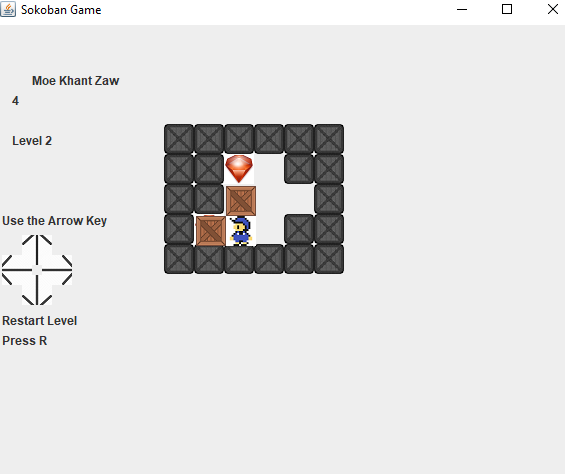 Sokoban Game
Moe Khant Zaw
4
Level 2
Use the Arrow Key
Restart Level
Press R